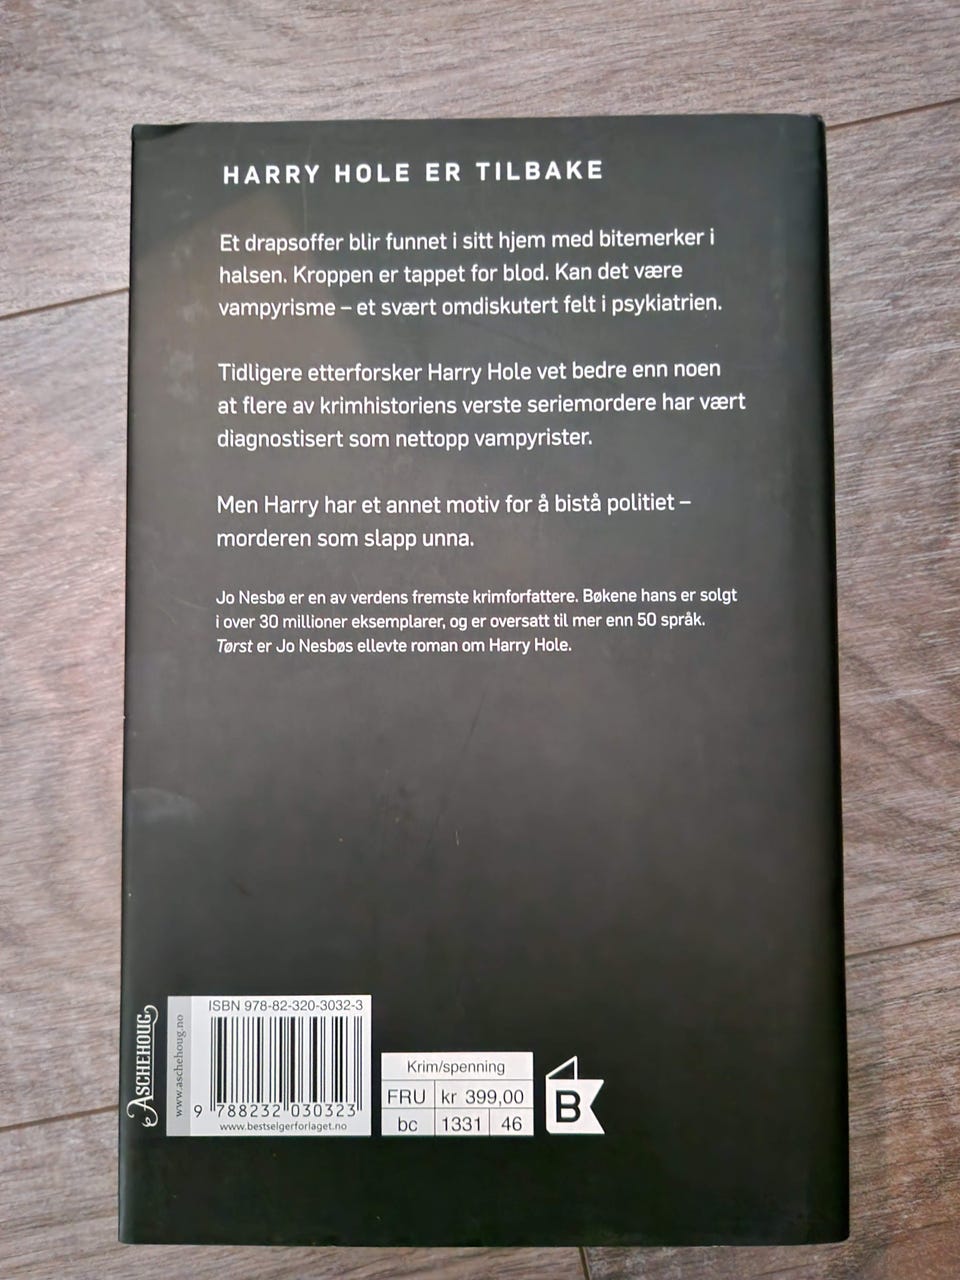 HARRY HOLE ER TILBAKE
Et drapsoffer blir funnet i sitt hjem med bitemerker i
halsen. Kroppen er tappet for blod. Kan det være
vampyrisme – et svært omdiskutert felt i psykiatrien.
Tidligere etterforsker Harry Hole vet bedre enn noen
at flere av krimhistoriens verste seriemordere har vært
diagnostisert som nettopp vampyrister.
Men Harry har et annet motiv for å bistå politiet –
morderen som slapp unna.
Jo Nesbø er en av verdens fremste krimforfattere. Bøkene hans er solgt
i over 30 millioner eksemplarer, og er oversatt til mer enn 50 språk.
Tørst er Jo Nesbøs ellevte roman om Harry Hole.
ASCHEHOUG
www.aschehoug.no
ISBN 978-82-320-3032-3
9 788232 030323
www.bestselgerforlaget.no
Krim/spenning
FRU kr 399,00
bc 1331 46
B